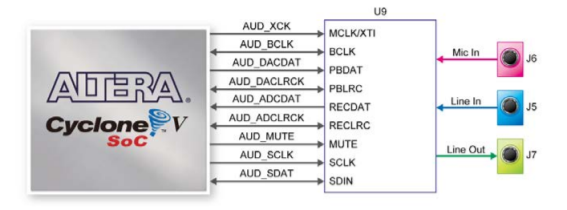 U9
AUD_XCK MCLK/XTI
AUD_BCLK BCLK
AUD_DACDAT PBDAT
AUD_DACLRCK PBLRC
AUD_ADCDAT RECDAT
AUD_ADCLRCK RECLRC
AUD_MUTE MUTE
AUD_SCLK SCLK
AUD_SDAT SDIN
ALTERA.
Cyclone V
SoC
Mic In J6
Line In J5
Line Out J7